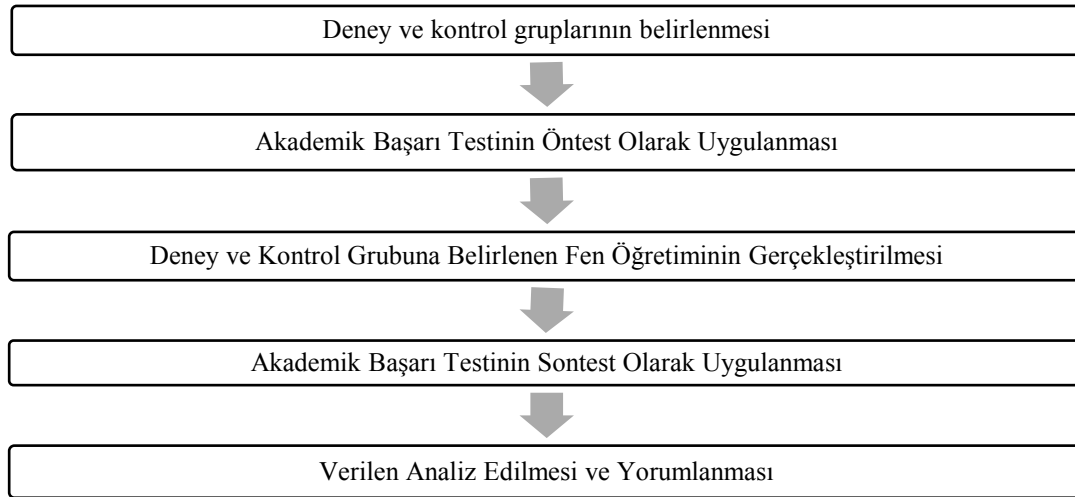 Deney ve kontrol gruplarının belirlenmesi
Akademik Başarı Testinin Öntest Olarak Uygulanması
Deney ve Kontrol Grubuna Belirlenen Fen Öğretiminin Gerçekleştirilmesi
Akademik Başarı Testinin Sontest Olarak Uygulanması
Verilen Analiz Edilmesi ve Yorumlanması